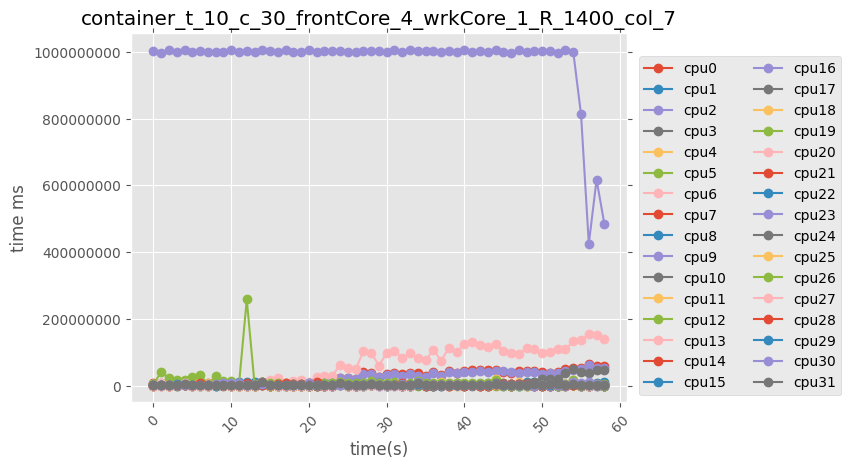 container_t_10_c_30_frontCore_4_wrkCore_1_R_1400_col_7
time ms
1000000000
800000000
600000000
400000000
200000000
0
0 10 20 30 40 50 60
time(s)
cpu0 cpu16
cpu1 cpu17
cpu2 cpu18
cpu3 cpu19
cpu4 cpu20
cpu5 cpu21
cpu6 cpu22
cpu7 cpu23
cpu8 cpu24
cpu9 cpu25
cpu10 cpu26
cpu11 cpu27
cpu12 cpu28
cpu13 cpu29
cpu14 cpu30
cpu15 cpu31